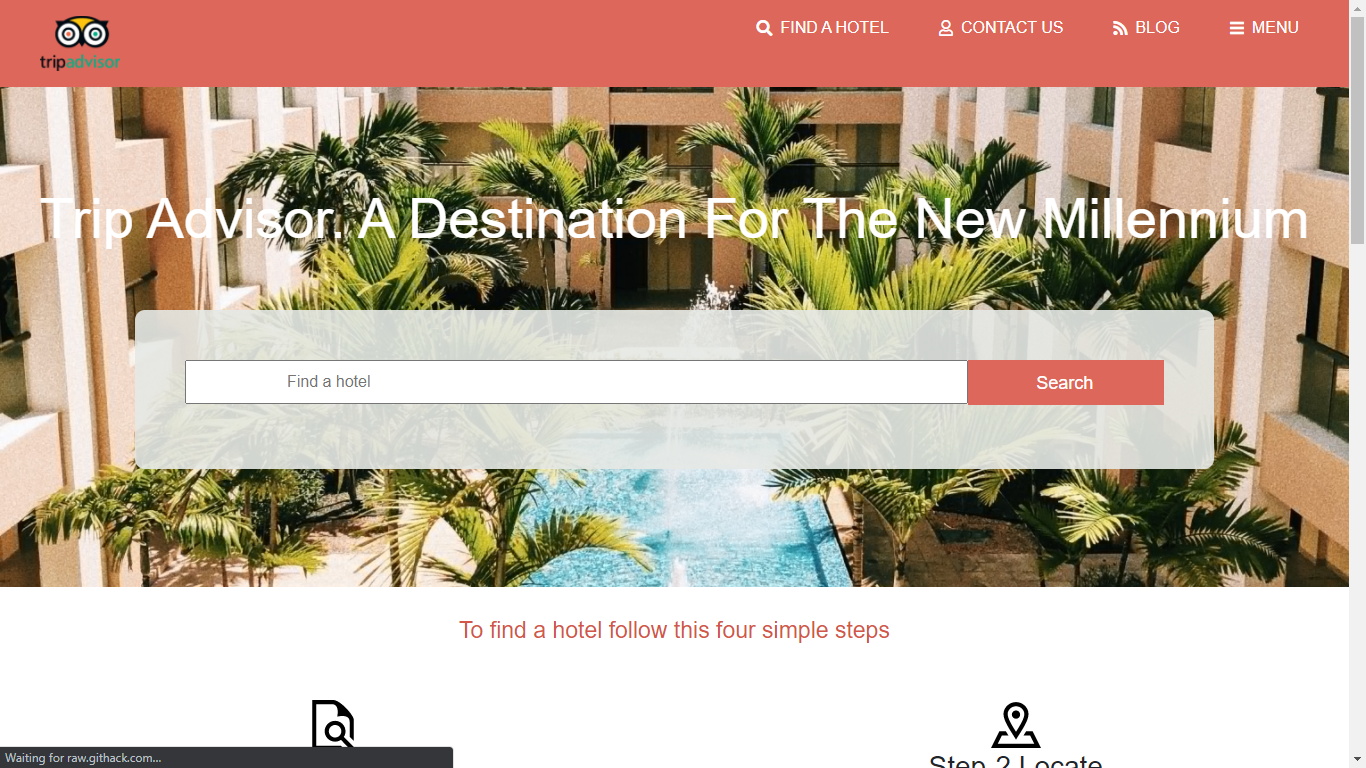 tripadvisor
FIND A HOTEL
CONTACT US
BLOG
MENU
Trip Advisor. A Destination For The New Millennium
Find a hotel
Search
To find a hotel follow this four simple steps
Step 2 Locate
Waiting for raw.githack.com...